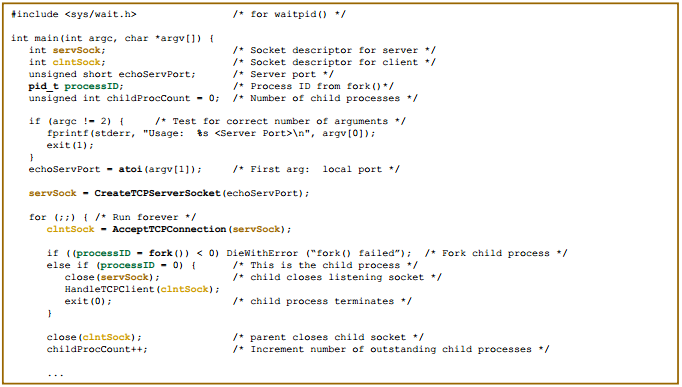 #include <sys/wait.h>                /* for waitpid() */
int main(int argc, char *argv[]) {
   int servSock;                     /* Socket descriptor for server */
   int clntSock;                     /* Socket descriptor for client */
   unsigned short echoServPort;      /* Server port */
   pid_t processID;                  /* Process ID from fork()*/
   unsigned int childProcCount = 0;  /* Number of child processes */
   if (argc != 2) {     /* Test for correct number of arguments */
      fprintf(stderr, "Usage:  %s <Server Port>\n", argv[0]);
      exit(1);
   }
   echoServPort = atoi(argv[1]);     /* First arg:  local port */
   servSock = CreateTCPServerSocket(echoServPort);
   for (;;) { /* Run forever */
      clntSock = AcceptTCPConnection(servSock);
      if ((processID = fork()) < 0) DieWithError (“fork() failed”);  /* Fork child process */
      else if (processID = 0) {      /* This is the child process */
         close(servSock);            /* child closes listening socket */
         HandleTCPClient(clntSock);
         exit(0);                    /* child process terminates */
      }
      close(clntSock);               /* parent closes child socket */
      childProcCount++;              /* Increment number of outstanding child processes */
      ...